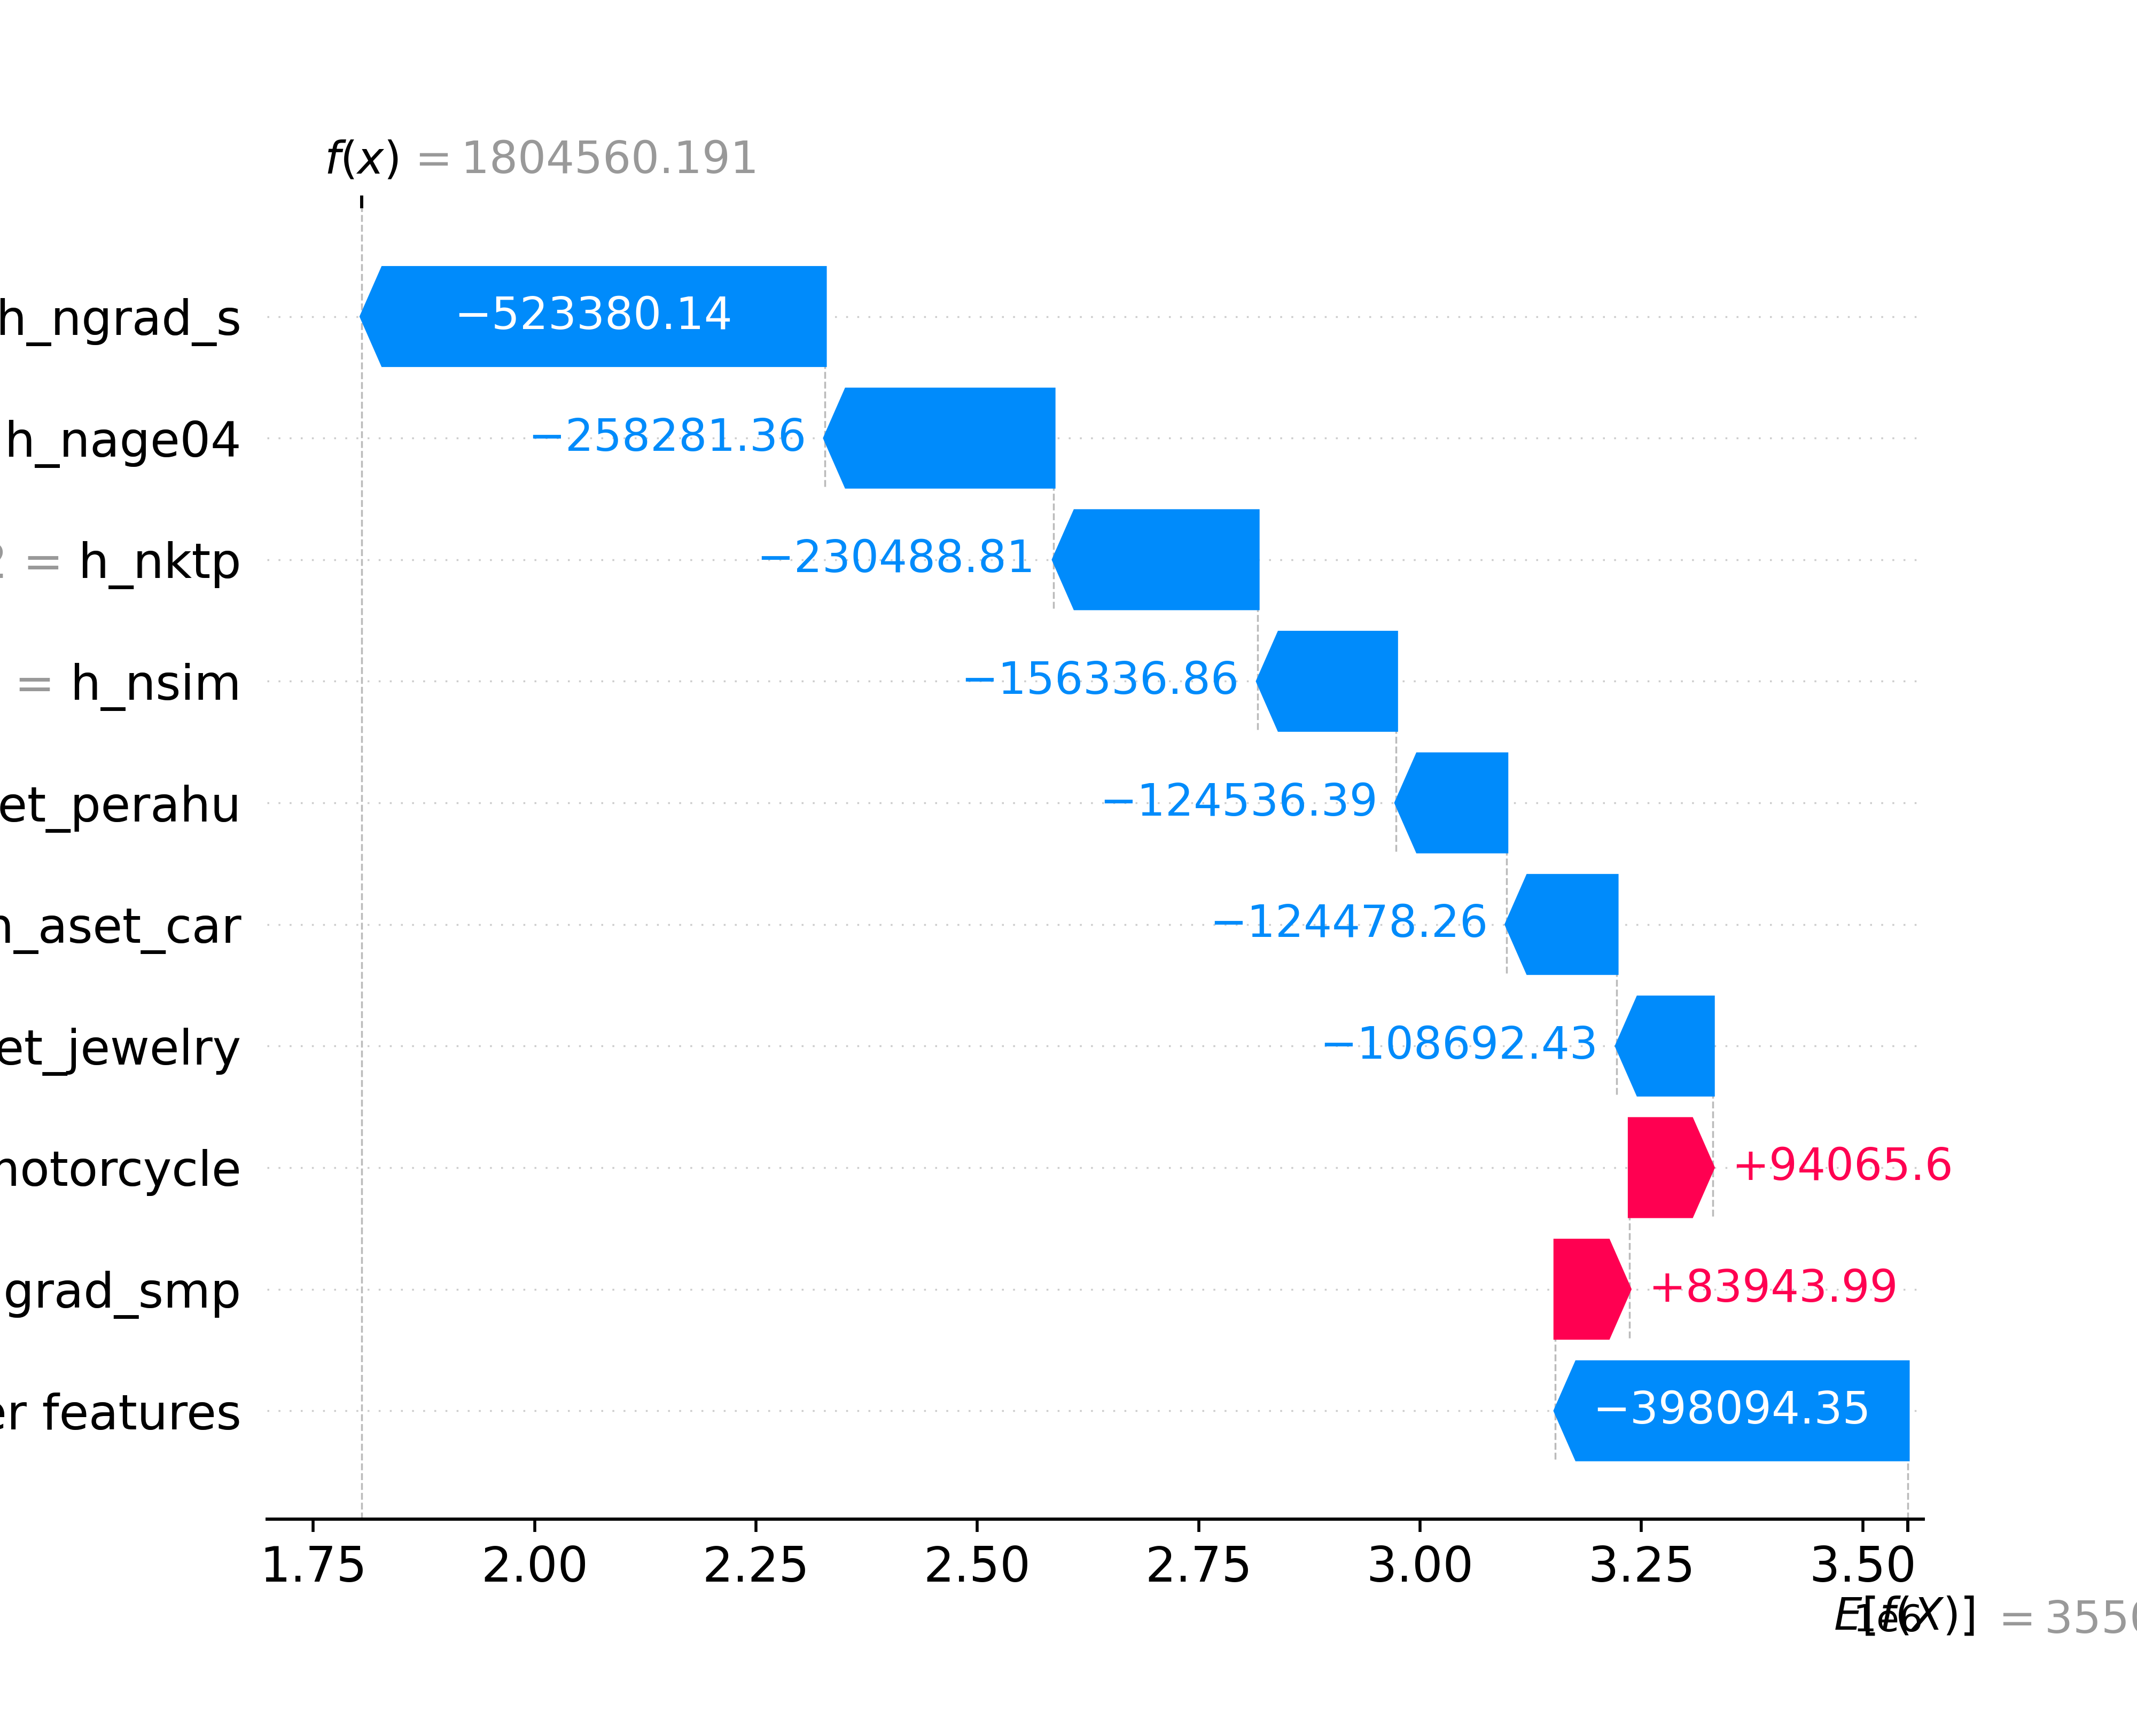 f(x) = 1804560.191
h_ngrad_s −523380.14
h_nage04 −258281.36
= h_nktp −230488.81
= h_nsim −156336.86
et_perahu −124536.39
_aset_car −124478.26
et_jewelry −108692.43
otorcycle +94065.6
grad_smp +83943.99
r features −398094.35
1.75 2.00 2.25 2.50 2.75 3.00 3.25 3.50
1e6
E[f(X)] = 355